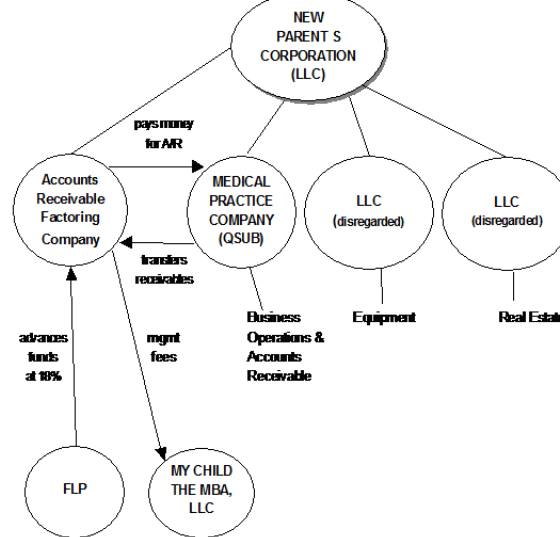 NEW
PARENT S
CORPORATION
(LLC)
pays money
for A/R
Accounts
Receivable
Factoring
Company
MEDICAL
PRACTICE
COMPANY
(QSUB)
LLC
(disregarded)
LLC
(disregarded)
transfers
receivables
Business
Operations &
Accounts
Receivable
Equipment
Real Estate
advances
funds
at 18%
mgmt
fees
FLP
MY CHILD
THE MBA,
LLC